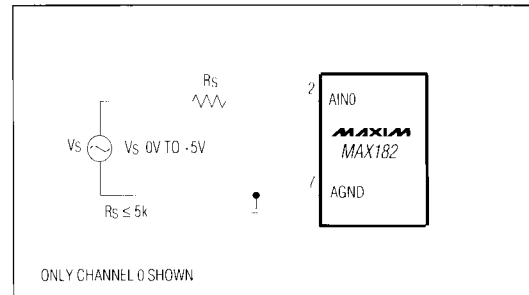 RS
2
AIN0
MAXIM
MAX182
VS
VS 0V TO -5V
7
AGND
RS ≤ 5k
ONLY CHANNEL 0 SHOWN